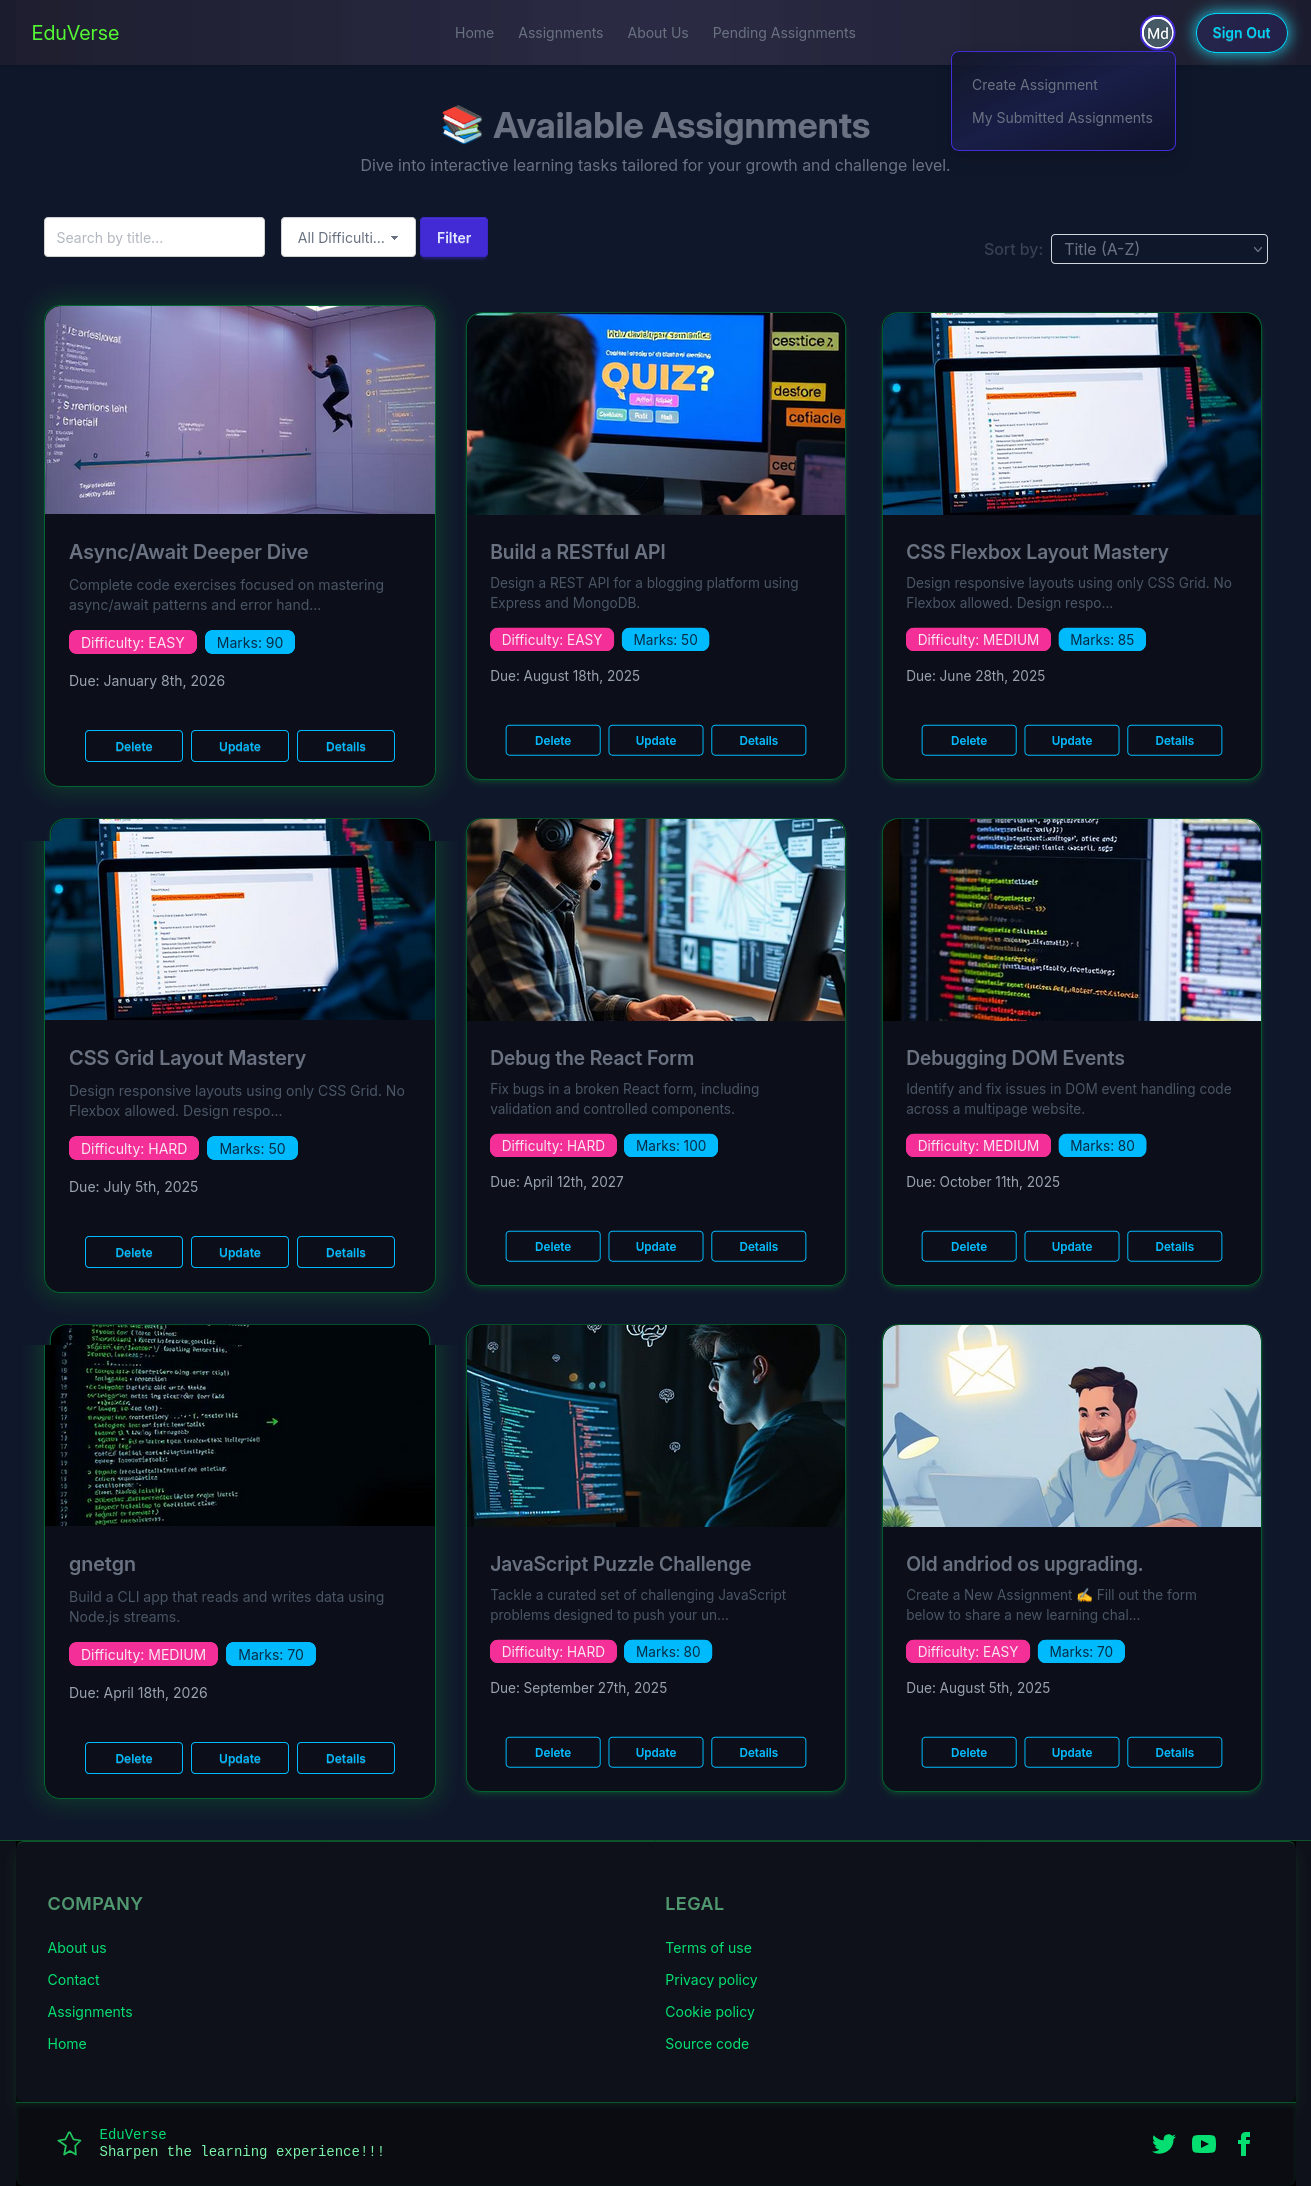 EduVerse
Home Assignments About Us Pending Assignments
Md
Sign Out
Create Assignment
My Submitted Assignments
📚 Available Assignments
Dive into interactive learning tasks tailored for your growth and challenge level.
Search by title...
All Difficulti...
Filter
Sort by:
Title (A-Z)
QUIZ?
desfore
Async/Await Deeper Dive
Complete code exercises focused on mastering
async/await patterns and error hand...
Difficulty: EASY
Marks: 90
Due: January 8th, 2026
Delete
Update
Details
Build a RESTful API
Design a REST API for a blogging platform using
Express and MongoDB.
Difficulty: EASY
Marks: 50
Due: August 18th, 2025
Delete
Update
Details
CSS Flexbox Layout Mastery
Design responsive layouts using only CSS Grid. No
Flexbox allowed. Design respo...
Difficulty: MEDIUM
Marks: 85
Due: June 28th, 2025
Delete
Update
Details
CSS Grid Layout Mastery
Design responsive layouts using only CSS Grid. No
Flexbox allowed. Design respo...
Difficulty: HARD
Marks: 50
Due: July 5th, 2025
Delete
Update
Details
Debug the React Form
Fix bugs in a broken React form, including
validation and controlled components.
Difficulty: HARD
Marks: 100
Due: April 12th, 2027
Delete
Update
Details
Debugging DOM Events
Identify and fix issues in DOM event handling code
across a multipage website.
Difficulty: MEDIUM
Marks: 80
Due: October 11th, 2025
Delete
Update
Details
gnetgn
Build a CLI app that reads and writes data using
Node.js streams.
Difficulty: MEDIUM
Marks: 70
Due: April 18th, 2026
Delete
Update
Details
JavaScript Puzzle Challenge
Tackle a curated set of challenging JavaScript
problems designed to push your un...
Difficulty: HARD
Marks: 80
Due: September 27th, 2025
Delete
Update
Details
Old andriod os upgrading.
Create a New Assignment ✍️ Fill out the form
below to share a new learning chal...
Difficulty: EASY
Marks: 70
Due: August 5th, 2025
Delete
Update
Details
COMPANY
About us
Contact
Assignments
Home
LEGAL
Terms of use
Privacy policy
Cookie policy
Source code
EduVerse
Sharpen the learning experience!!!